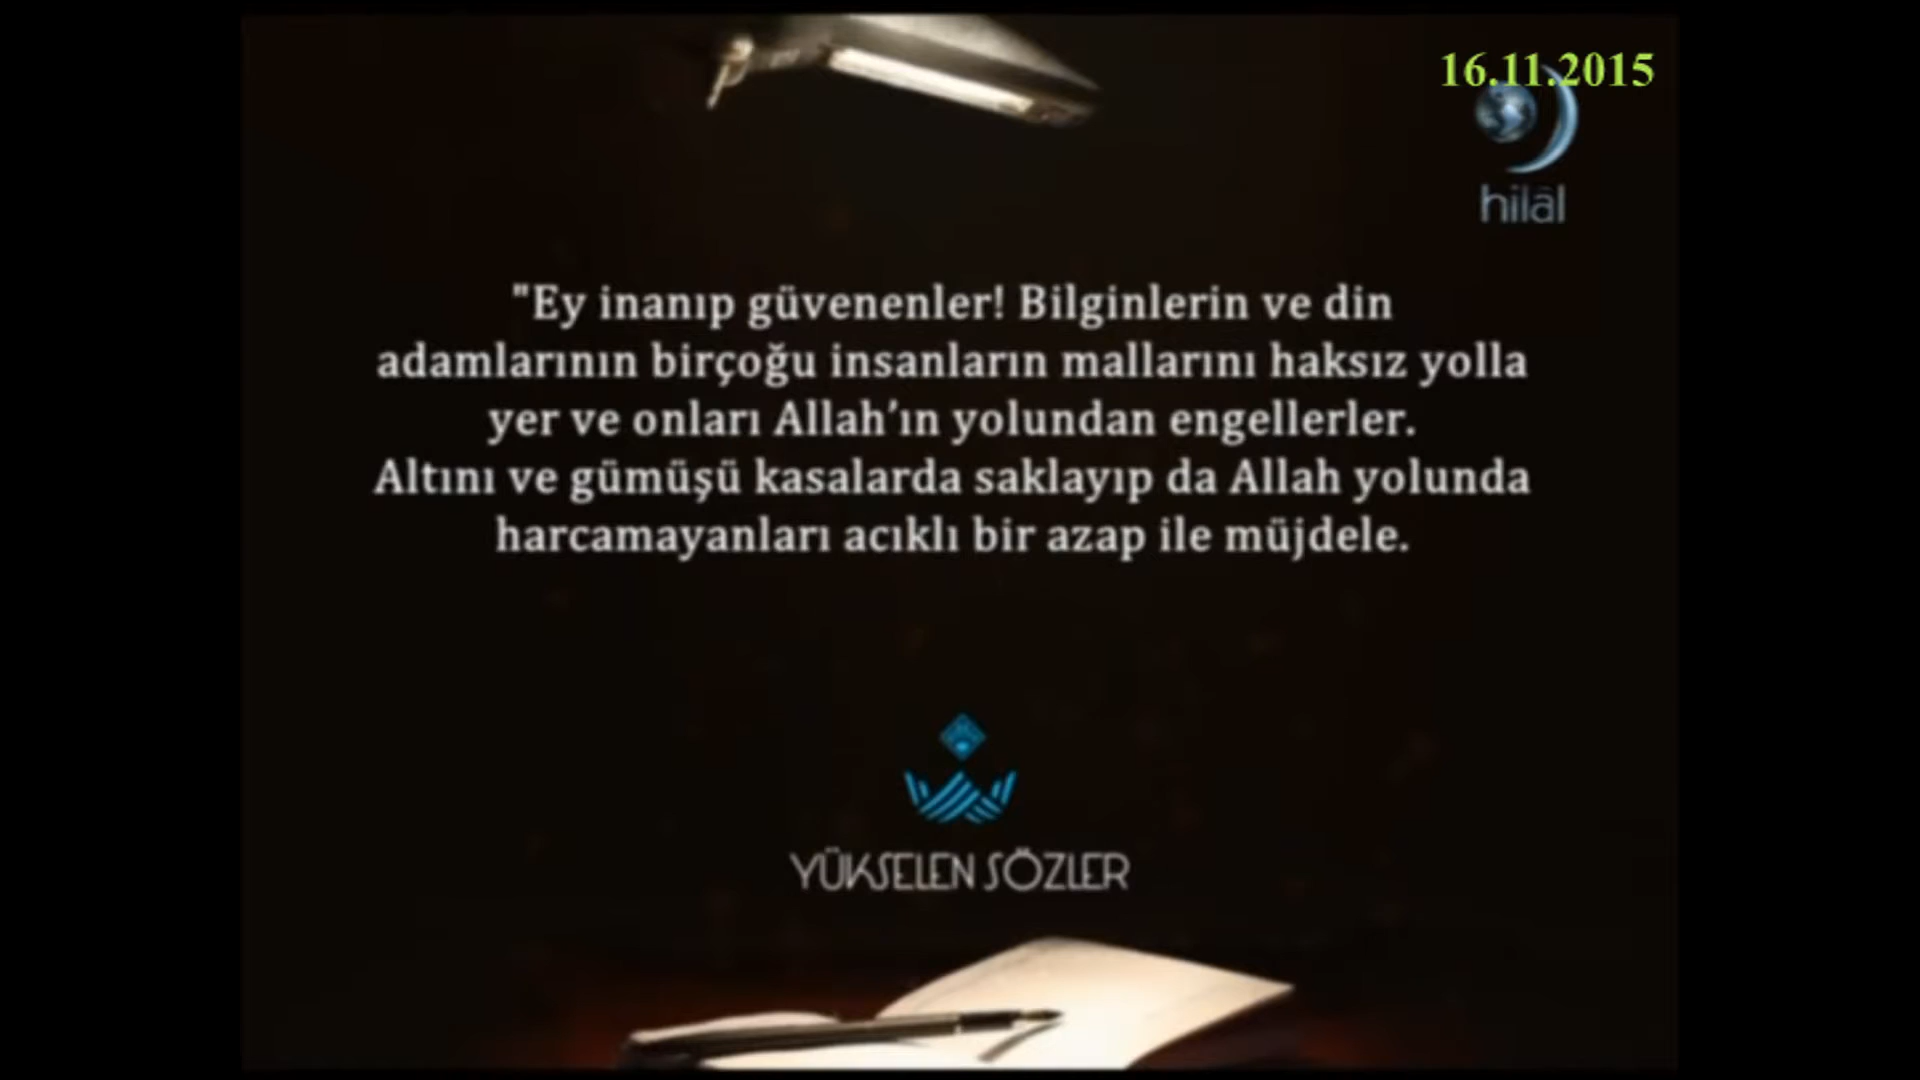 16.11.2015
hilâl
"Ey inanıp güvenenler! Bilginlerin ve din
adamlarının birçoğu insanların mallarını haksız yolla
yer ve onları Allah’ın yolundan engellerler.
Altını ve gümüşü kasalarda saklayıp da Allah yolunda
harcamayanları acıklı bir azap ile müjdele.
YÜKSELEN SÖZLER